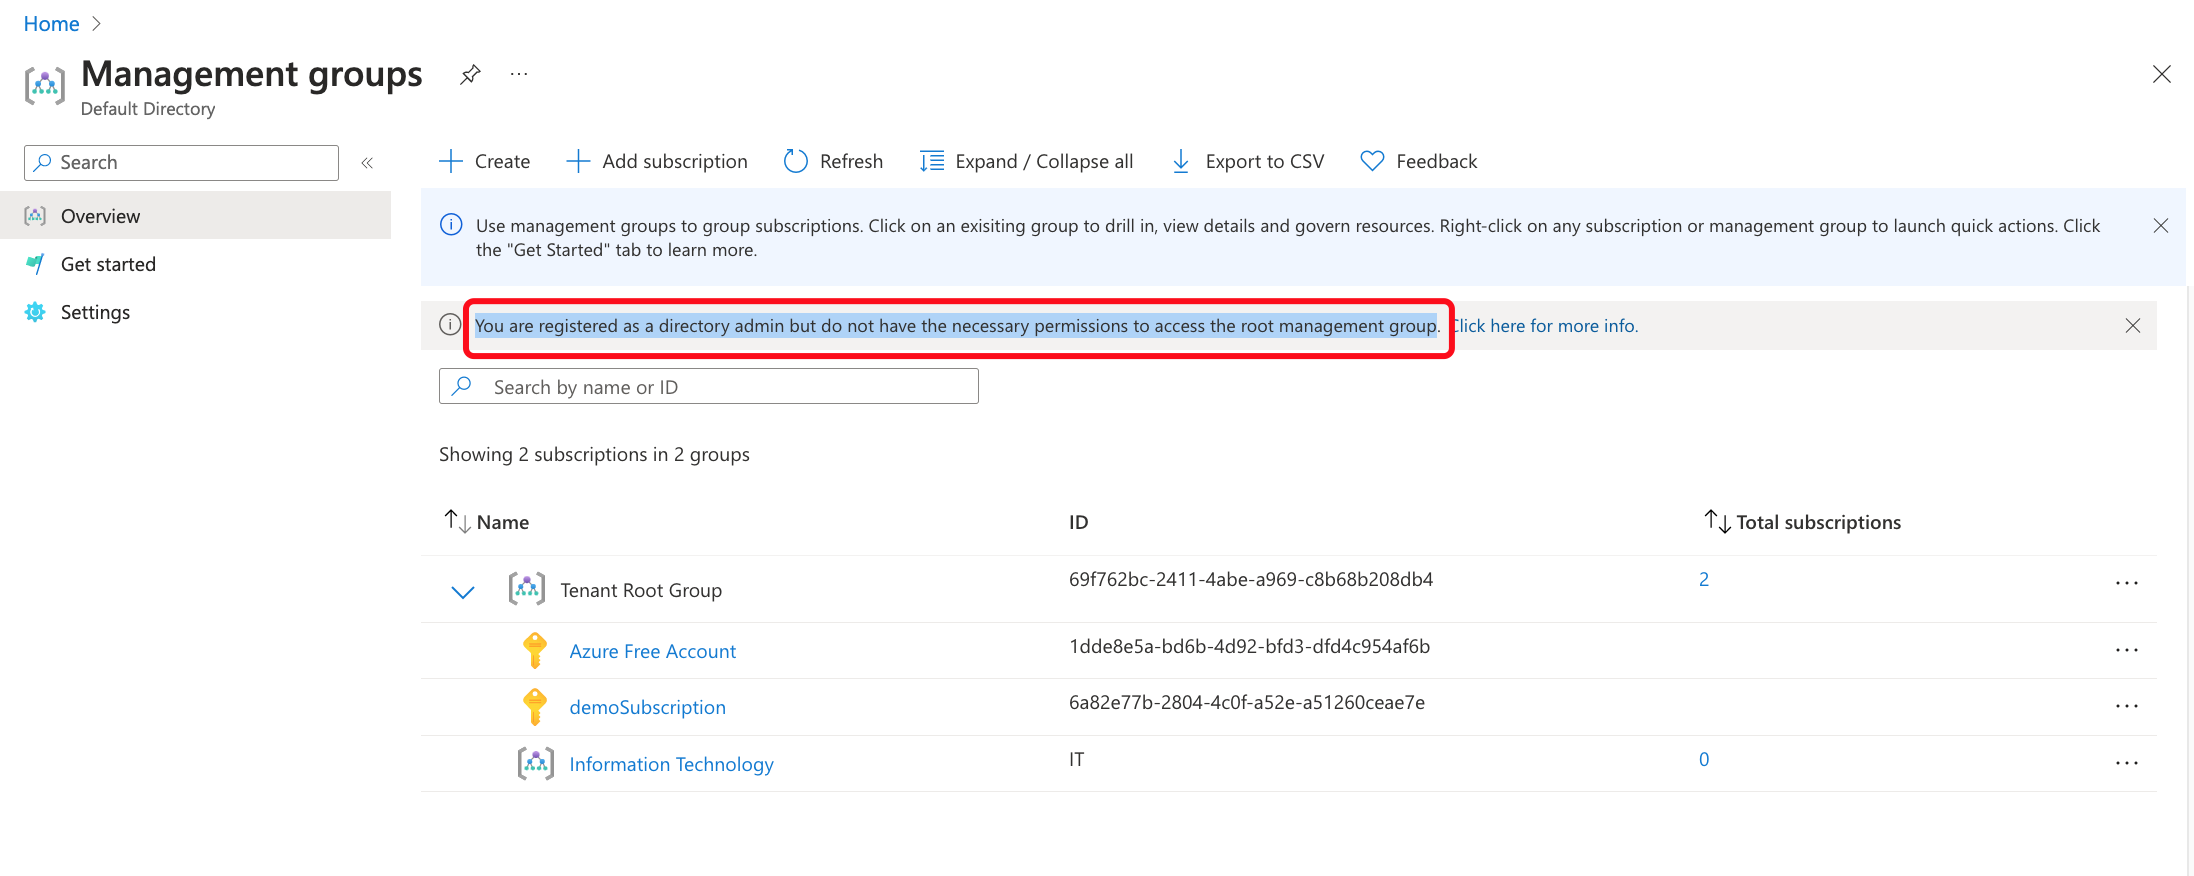 Home
Management groups
Default Directory
Search
Overview
Get started
Settings
Create
Add subscription
Refresh
Expand / Collapse all
Export to CSV
Feedback
Use management groups to group subscriptions. Click on an exisiting group to drill in, view details and govern resources. Right-click on any subscription or management group to launch quick actions. Click
the "Get Started" tab to learn more.
You are registered as a directory admin but do not have the necessary permissions to access the root management group. Click here for more info.
Search by name or ID
Showing 2 subscriptions in 2 groups
Name ID Total subscriptions
Tenant Root Group 69f762bc-2411-4abe-a969-c8b68b208db4 2
Azure Free Account 1dde8e5a-bd6b-4d92-bfd3-dfd4c954af6b
demoSubscription 6a82e77b-2804-4c0f-a52e-a51260ceae7e
Information Technology IT 0